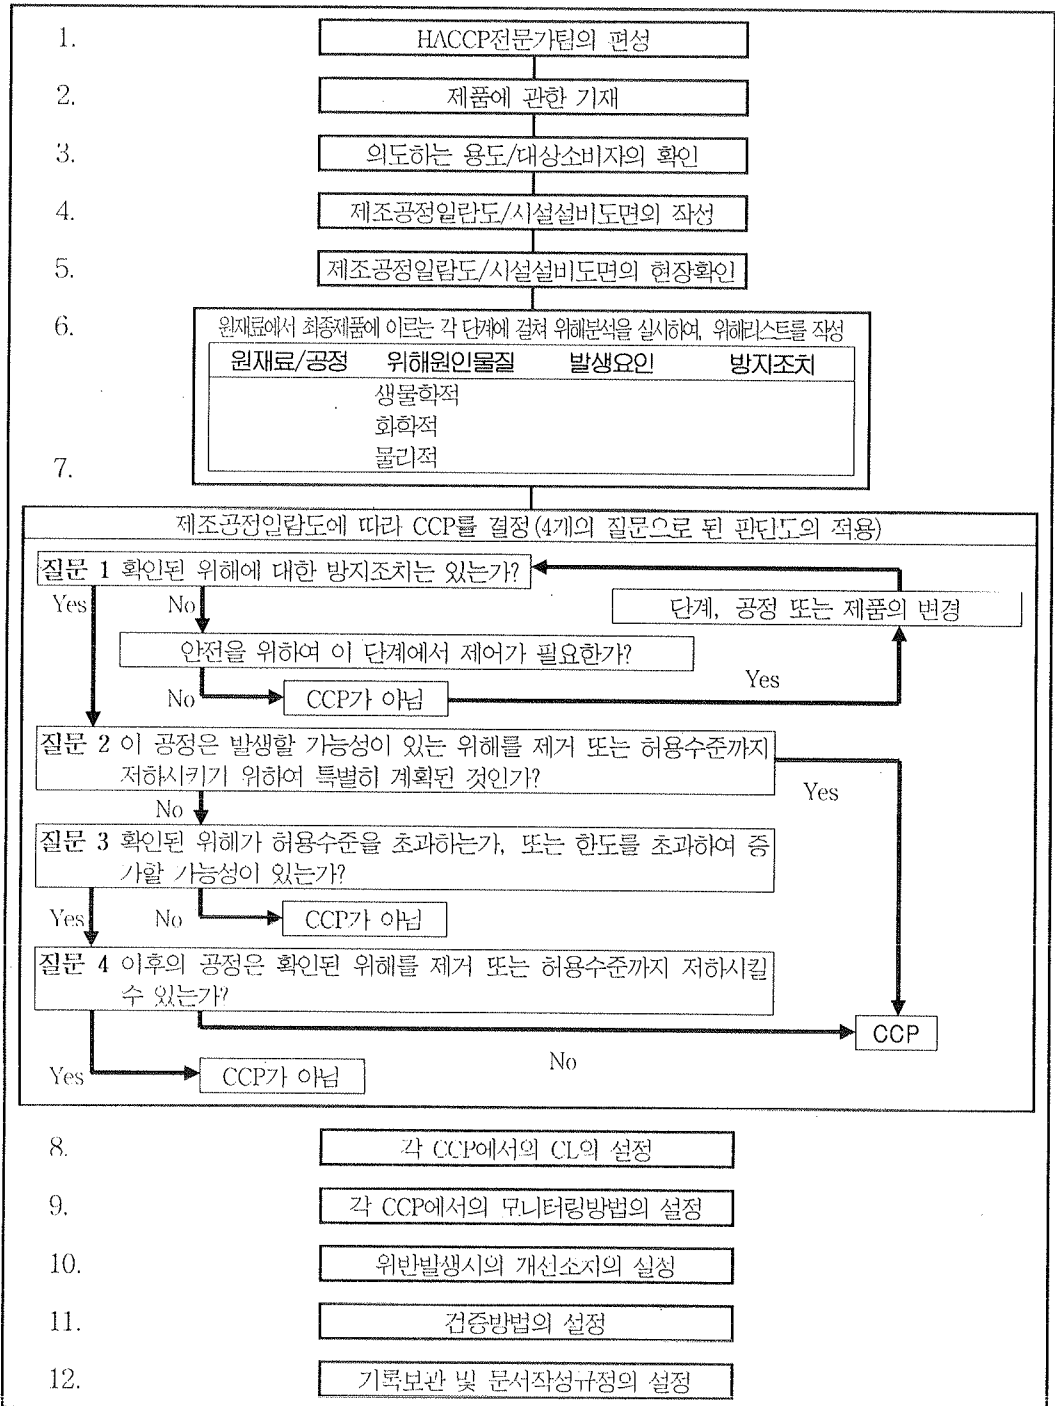 1. HACCP전문가팀의 편성
2. 제품에 관한 기재
3. 의도하는 용도/대상소비자의 확인
4. 제조공정일람도/시설설비도면의 작성
5. 제조공정일람도/시설설비도면의 현장확인
6. 원재료에서 최종제품에 이르는 각 단계에 걸쳐 위해분석을 실시하여, 위해리스트를 작성
원재료/공정 위해원인물질 발생요인 방지조치
생물학적
화학적
물리적
7.
제조공정일람도에 따라 CCP를 결정(4개의 질문으로 된 판단도의 적용)
질문 1 확인된 위해에 대한 방지조치는 있는가?
Yes No
단계, 공정 또는 제품의 변경
안전을 위하여 이 단계에서 제어가 필요한가?
No CCP가 아님 Yes
질문 2 이 공정은 발생할 가능성이 있는 위해를 제거 또는 허용수준까지
저하시키기 위하여 특별히 계획된 것인가?
Yes
No
질문 3 확인된 위해가 허용수준을 초과하는가, 또는 한도를 초과하여 증
가할 가능성이 있는가?
Yes No CCP가 아님
질문 4 이후의 공정은 확인된 위해를 제거 또는 허용수준까지 저하시킬
수 있는가?
CCP
No
Yes CCP가 아님
8. 각 CCP에서의 CL의 설정
9. 각 CCP에서의 모니터링방법의 설정
10. 위반발생시의 개선조치의 설정
11. 검증방법의 설정
12. 기록보관 및 문서작성규정의 설정